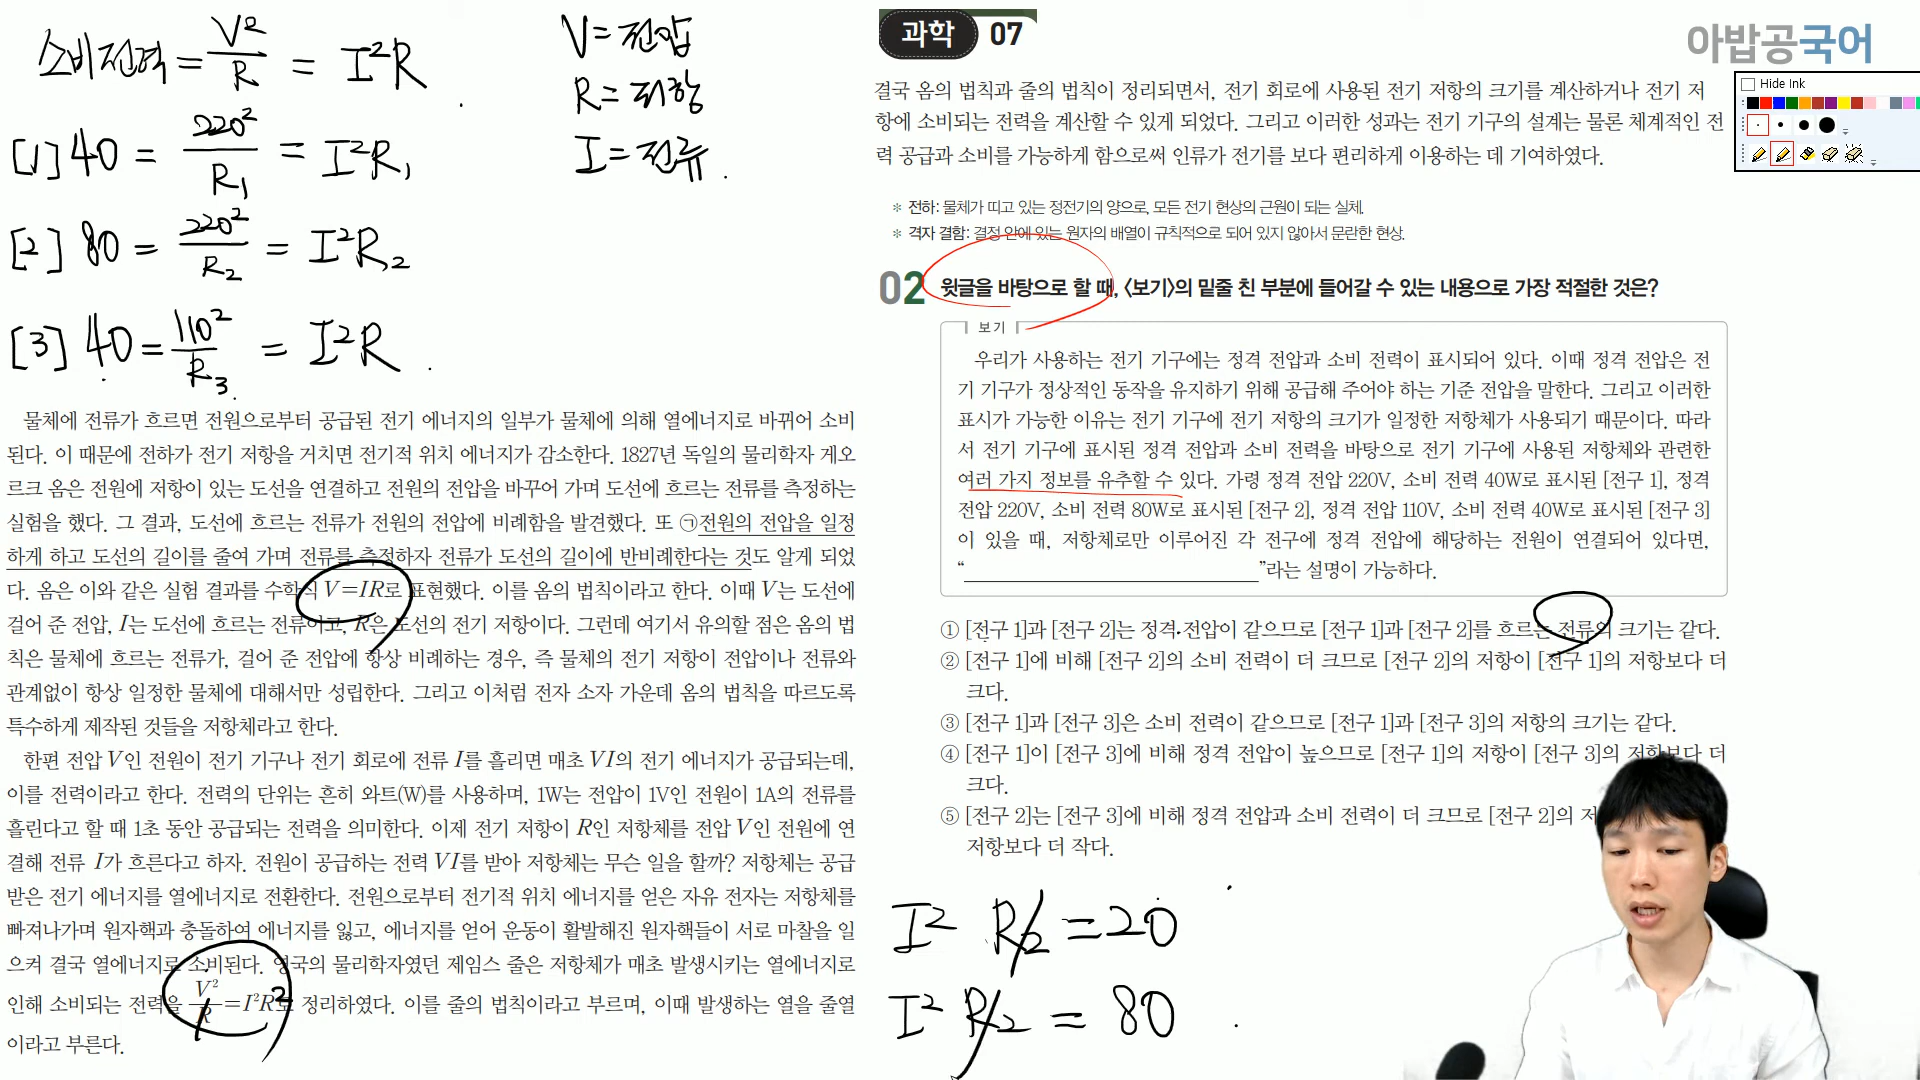 소비전력 = V²/R = I²R
[1] 40 = 220²/R₁ = I²R₁
[2] 80 = 220²/R₂ = I²R₂
[3] 40 = 110²/R₃ = I²R
V = 전압
R = 저항
I = 전류
물체에 전류가 흐르면 전원으로부터 공급된 전기 에너지의 일부가 물체에 의해 열에너지로 바뀌어 소비
된다. 이 때문에 전하가 전기 저항을 거치면 전기적 위치 에너지가 감소한다. 1827년 독일의 물리학자 게오
르크 옴은 전원에 저항이 있는 도선을 연결하고 전원의 전압을 바꾸어 가며 도선에 흐르는 전류를 측정하는
실험을 했다. 그 결과, 도선에 흐르는 전류가 전원의 전압에 비례함을 발견했다. 또 ㉠전원의 전압을 일정
하게 하고 도선의 길이를 줄여 가며 전류를 측정하자 전류가 도선의 길이에 반비례한다는 것도 알게 되었
다. 옴은 이와 같은 실험 결과를 수학식 V=IR로 표현했다. 이를 옴의 법칙이라고 한다. 이때 V는 도선에
걸어 준 전압, I는 도선에 흐르는 전류이고, R은 도선의 전기 저항이다. 그런데 여기서 유의할 점은 옴의 법
칙은 물체에 흐르는 전류가, 걸어 준 전압에 항상 비례하는 경우, 즉 물체의 전기 저항이 전압이나 전류와
관계없이 항상 일정한 물체에 대해서만 성립한다. 그리고 이처럼 전자 소자 가운데 옴의 법칙을 따르도록
특수하게 제작된 것들을 저항체라고 한다.
한편 전압 V인 전원이 전기 기구나 전기 회로에 전류 I를 흘리면 매초 VI의 전기 에너지가 공급되는데,
이를 전력이라고 한다. 전력의 단위는 흔히 와트(W)를 사용하며, 1W는 전압이 1V인 전원이 1A의 전류를
흘린다고 할 때 1초 동안 공급되는 전력을 의미한다. 이제 전기 저항이 R인 저항체를 전압 V인 전원에 연
결해 전류 I가 흐른다고 하자. 전원이 공급하는 전력 VI를 받아 저항체는 무슨 일을 할까? 저항체는 공급
받은 전기 에너지를 열에너지로 전환한다. 전원으로부터 전기적 위치 에너지를 얻은 자유 전자는 저항체를
빠져나가며 원자핵과 충돌하여 에너지를 잃고, 에너지를 얻어 운동이 활발해진 원자핵들이 서로 마찰을 일
으켜 결국 열에너지로 소비된다. 영국의 물리학자였던 제임스 줄은 저항체가 매초 발생시키는 열에너지로
인해 소비되는 전력을 V²/R=I²R로 정리하였다. 이를 줄의 법칙이라고 부르며, 이때 발생하는 열을 줄열
이라고 부른다.
과학 07
아밥공국어
Hide Ink
결국 옴의 법칙과 줄의 법칙이 정리되면서, 전기 회로에 사용된 전기 저항의 크기를 계산하거나 전기 저
항에 소비되는 전력을 계산할 수 있게 되었다. 그리고 이러한 성과는 전기 기구의 설계는 물론 체계적인 전
력 공급과 소비를 가능하게 함으로써 인류가 전기를 보다 편리하게 이용하는 데 기여하였다.
* 전하: 물체가 띠고 있는 정전기의 양으로, 모든 전기 현상의 근원이 되는 실체.
* 격자 결함: 결정 안에 있는 원자의 배열이 규칙적으로 되어 있지 않아서 문란한 현상.
02 윗글을 바탕으로 할 때, 〈보기〉의 밑줄 친 부분에 들어갈 수 있는 내용으로 가장 적절한 것은?
보기
우리가 사용하는 전기 기구에는 정격 전압과 소비 전력이 표시되어 있다. 이때 정격 전압은 전
기 기구가 정상적인 동작을 유지하기 위해 공급해 주어야 하는 기준 전압을 말한다. 그리고 이러한
표시가 가능한 이유는 전기 기구에 전기 저항의 크기가 일정한 저항체가 사용되기 때문이다. 따라
서 전기 기구에 표시된 정격 전압과 소비 전력을 바탕으로 전기 기구에 사용된 저항체와 관련한
여러 가지 정보를 유추할 수 있다. 가령 정격 전압 220V, 소비 전력 40W로 표시된 [전구 1], 정격
전압 220V, 소비 전력 80W로 표시된 [전구 2], 정격 전압 110V, 소비 전력 40W로 표시된 [전구 3]
이 있을 때, 저항체로만 이루어진 각 전구에 정격 전압에 해당하는 전원이 연결되어 있다면,
“ ”라는 설명이 가능하다.
① [전구 1]과 [전구 2]는 정격 전압이 같으므로 [전구 1]과 [전구 2]를 흐르는 전류의 크기는 같다.
② [전구 1]에 비해 [전구 2]의 소비 전력이 더 크므로 [전구 2]의 저항이 [전구 1]의 저항보다 더
크다.
③ [전구 1]과 [전구 3]은 소비 전력이 같으므로 [전구 1]과 [전구 3]의 저항의 크기는 같다.
④ [전구 1]이 [전구 3]에 비해 정격 전압이 높으므로 [전구 1]의 저항이 [전구 3]의 저항보다 더
크다.
⑤ [전구 2]는 [전구 3]에 비해 정격 전압과 소비 전력이 더 크므로 [전구 2]의
저항보다 더 작다.
I² R/2 = 20
I² R/2 = 80